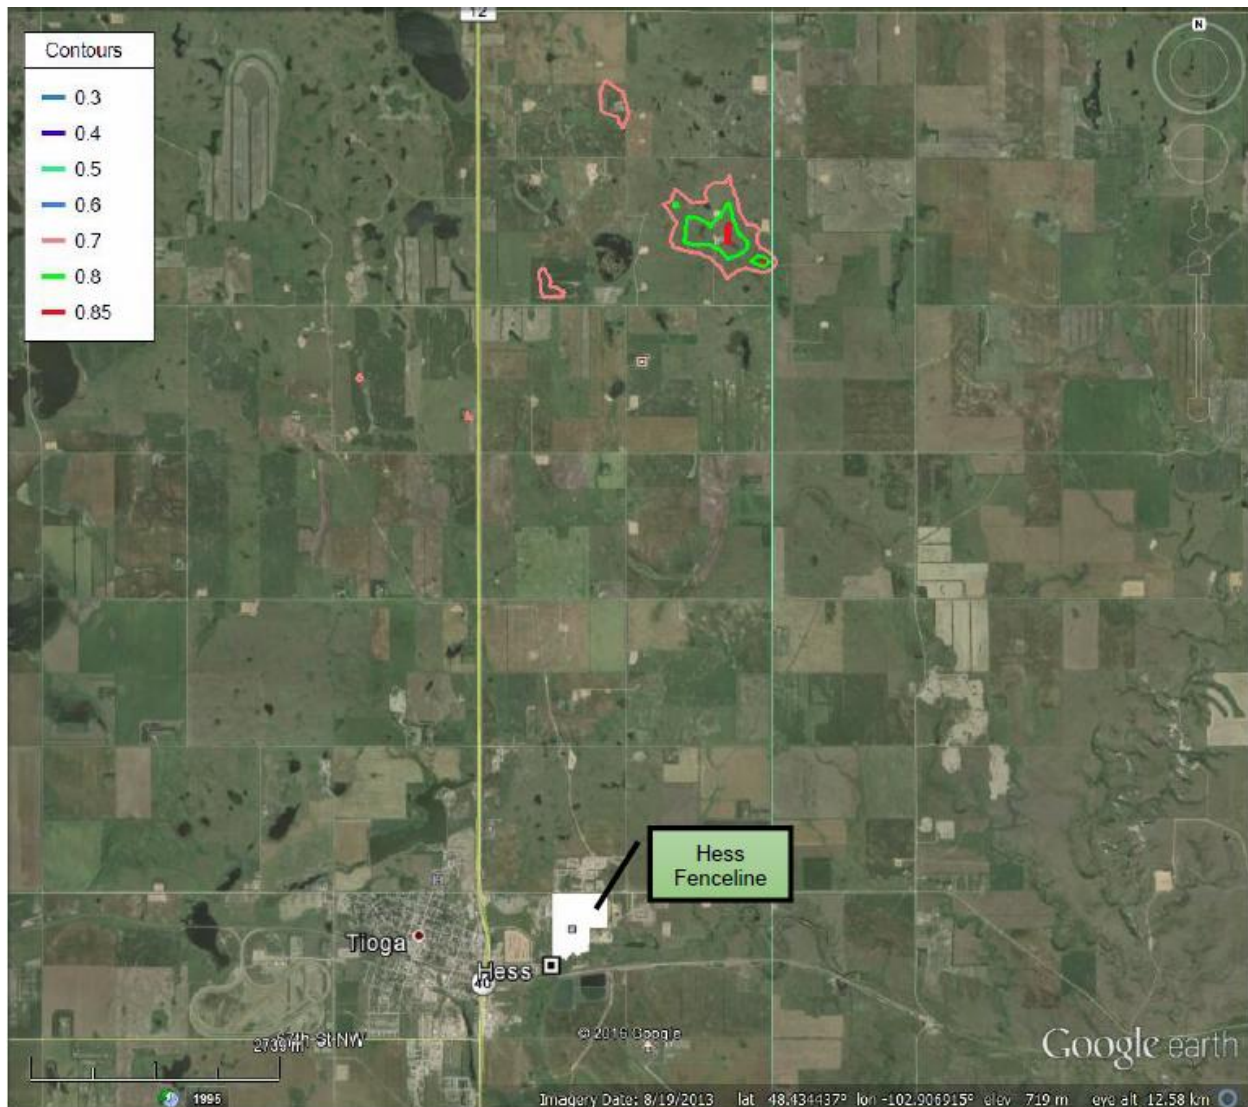 12
N
Contours
0.3
0.4
0.5
0.6
0.7
0.8
0.85
Hess
Fenceline
Tioga
Hess
40
© 2016 Google
2739 m
Google earth
1995
Imagery Date: 8/19/2013 lat 48.434437° lon -102.906915° elev 719 m eye alt 12.58 km